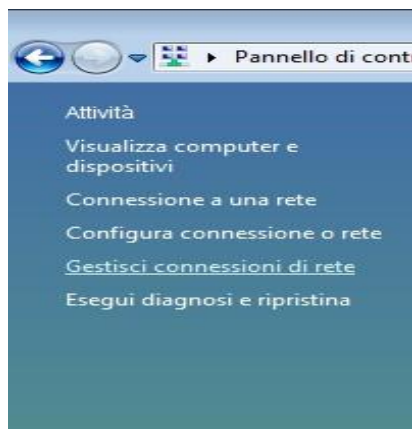 Pannello di cont
Attività
Visualizza computer e
dispositivi
Connessione a una rete
Configura connessione o rete
Gestisci connessioni di rete
Esegui diagnosi e ripristina